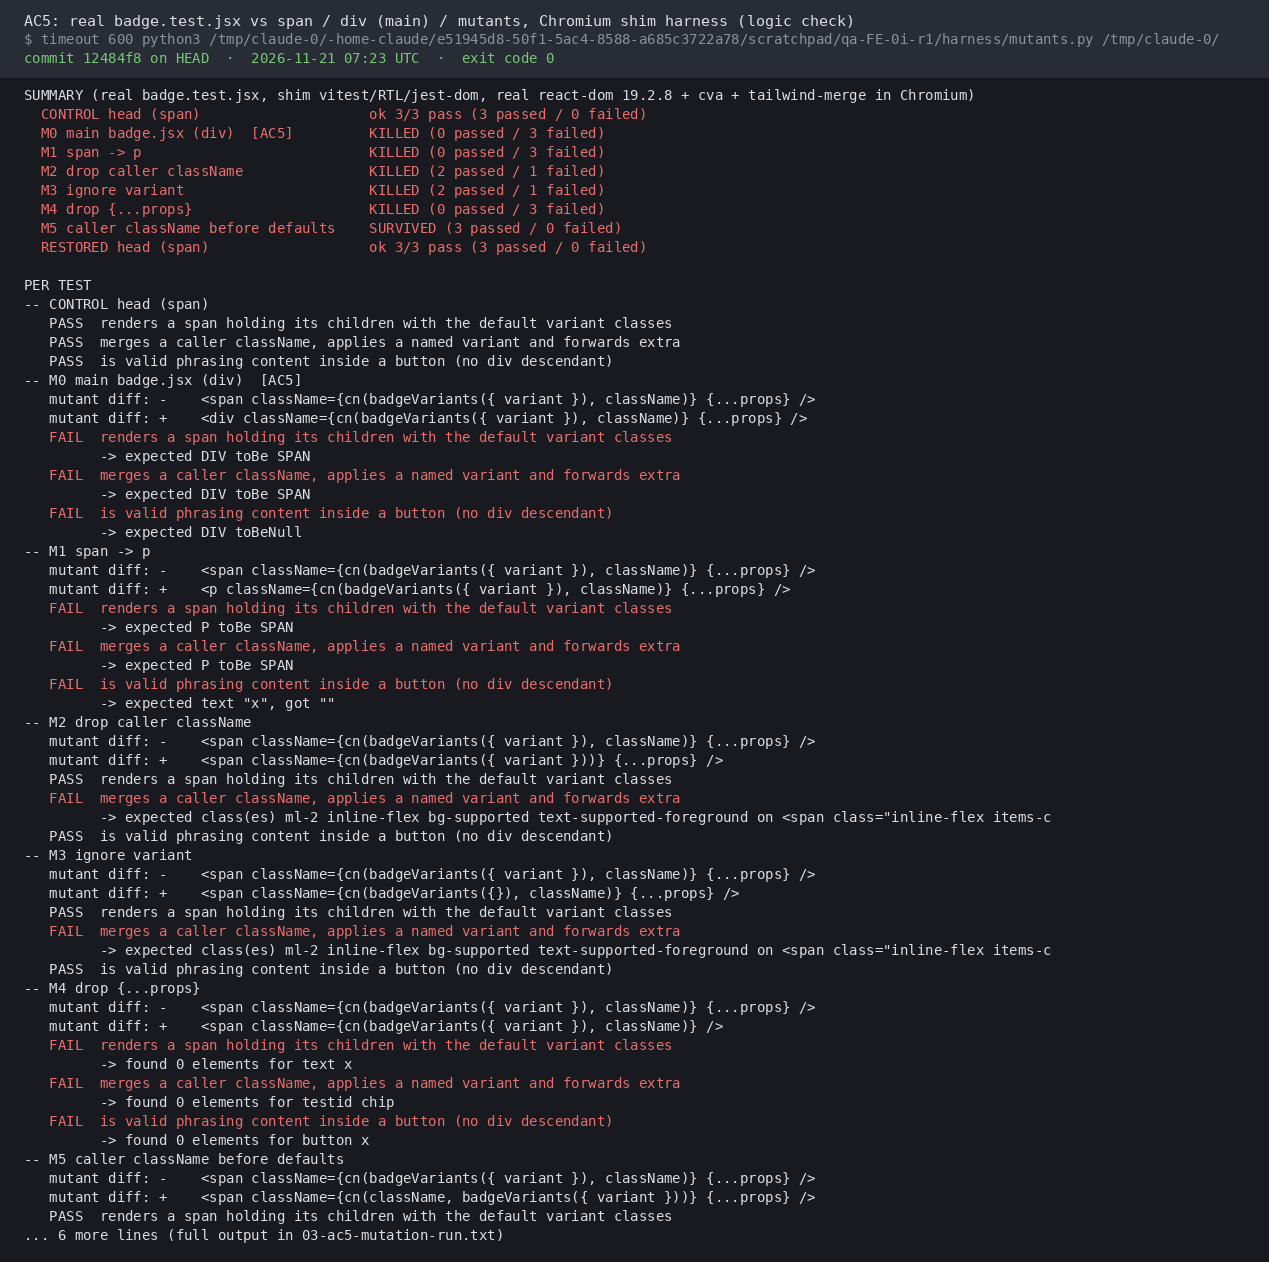 AC5: real badge.test.jsx vs span / div (main) / mutants, Chromium shim harness (logic check)
$ timeout 600 python3 /tmp/claude-0/-home-claude/e51945d8-50f1-5ac4-8588-a685c3722a78/scratchpad/qa-FE-0i-r1/harness/mutants.py /tmp/claude-0/
commit 12484f8 on HEAD  ·  2026-11-21 07:23 UTC  ·  exit code 0
SUMMARY (real badge.test.jsx, shim vitest/RTL/jest-dom, real react-dom 19.2.8 + cva + tailwind-merge in Chromium)
  CONTROL head (span)                    ok 3/3 pass (3 passed / 0 failed)
  M0 main badge.jsx (div)  [AC5]         KILLED (0 passed / 3 failed)
  M1 span -> p                           KILLED (0 passed / 3 failed)
  M2 drop caller className               KILLED (2 passed / 1 failed)
  M3 ignore variant                      KILLED (2 passed / 1 failed)
  M4 drop {...props}                     KILLED (0 passed / 3 failed)
  M5 caller className before defaults    SURVIVED (3 passed / 0 failed)
  RESTORED head (span)                   ok 3/3 pass (3 passed / 0 failed)
PER TEST
-- CONTROL head (span)
   PASS  renders a span holding its children with the default variant classes
   PASS  merges a caller className, applies a named variant and forwards extra
   PASS  is valid phrasing content inside a button (no div descendant)
-- M0 main badge.jsx (div)  [AC5]
   mutant diff: -    <span className={cn(badgeVariants({ variant }), className)} {...props} />
   mutant diff: +    <div className={cn(badgeVariants({ variant }), className)} {...props} />
   FAIL  renders a span holding its children with the default variant classes
         -> expected DIV toBe SPAN
   FAIL  merges a caller className, applies a named variant and forwards extra
         -> expected DIV toBe SPAN
   FAIL  is valid phrasing content inside a button (no div descendant)
         -> expected DIV toBeNull
-- M1 span -> p
   mutant diff: -    <span className={cn(badgeVariants({ variant }), className)} {...props} />
   mutant diff: +    <p className={cn(badgeVariants({ variant }), className)} {...props} />
   FAIL  renders a span holding its children with the default variant classes
         -> expected P toBe SPAN
   FAIL  merges a caller className, applies a named variant and forwards extra
         -> expected P toBe SPAN
   FAIL  is valid phrasing content inside a button (no div descendant)
         -> expected text "x", got ""
-- M2 drop caller className
   mutant diff: -    <span className={cn(badgeVariants({ variant }), className)} {...props} />
   mutant diff: +    <span className={cn(badgeVariants({ variant }))} {...props} />
   PASS  renders a span holding its children with the default variant classes
   FAIL  merges a caller className, applies a named variant and forwards extra
         -> expected class(es) ml-2 inline-flex bg-supported text-supported-foreground on <span class="inline-flex items-c
   PASS  is valid phrasing content inside a button (no div descendant)
-- M3 ignore variant
   mutant diff: -    <span className={cn(badgeVariants({ variant }), className)} {...props} />
   mutant diff: +    <span className={cn(badgeVariants({}), className)} {...props} />
   PASS  renders a span holding its children with the default variant classes
   FAIL  merges a caller className, applies a named variant and forwards extra
         -> expected class(es) ml-2 inline-flex bg-supported text-supported-foreground on <span class="inline-flex items-c
   PASS  is valid phrasing content inside a button (no div descendant)
-- M4 drop {...props}
   mutant diff: -    <span className={cn(badgeVariants({ variant }), className)} {...props} />
   mutant diff: +    <span className={cn(badgeVariants({ variant }), className)} />
   FAIL  renders a span holding its children with the default variant classes
         -> found 0 elements for text x
   FAIL  merges a caller className, applies a named variant and forwards extra
         -> found 0 elements for testid chip
   FAIL  is valid phrasing content inside a button (no div descendant)
         -> found 0 elements for button x
-- M5 caller className before defaults
   mutant diff: -    <span className={cn(badgeVariants({ variant }), className)} {...props} />
   mutant diff: +    <span className={cn(className, badgeVariants({ variant }))} {...props} />
   PASS  renders a span holding its children with the default variant classes
... 6 more lines (full output in 03-ac5-mutation-run.txt)